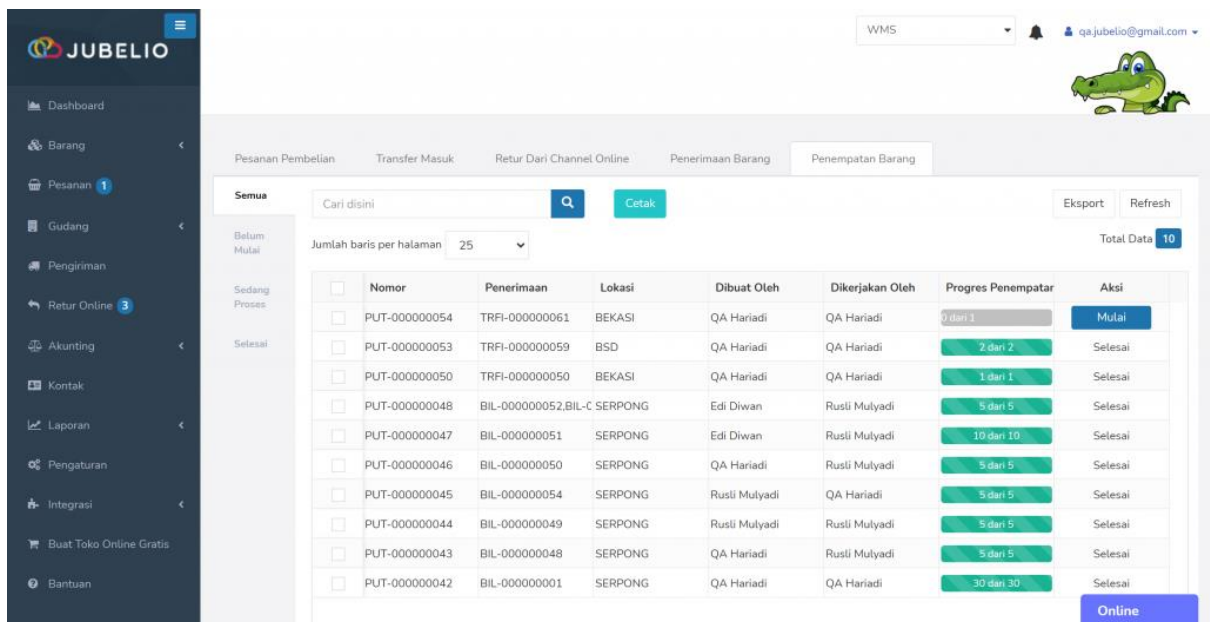 JUBELIO
WMS
qa.jubelio@gmail.com
Dashboard
Barang
Pesanan 1
Gudang
Pengiriman
Retur Online 3
Akunting
Kontak
Laporan
Pengaturan
Integrasi
Buat Toko Online Gratis
Bantuan
Pesanan Pembelian Transfer Masuk Retur Dari Channel Online Penerimaan Barang Penempatan Barang
Semua
Belum
Mulai
Sedang
Proses
Selesai
Cari disini Cetak Eksport Refresh
Jumlah baris per halaman 25 Total Data 10
Nomor Penerimaan Lokasi Dibuat Oleh Dikerjakan Oleh Progres Penempatar Aksi
PUT-000000054 TRFI-000000061 BEKASI QA Hariadi QA Hariadi 0 dari 1 Mulai
PUT-000000053 TRFI-000000059 BSD QA Hariadi QA Hariadi 2 dari 2 Selesai
PUT-000000050 TRFI-000000050 BEKASI QA Hariadi QA Hariadi 1 dari 1 Selesai
PUT-000000048 BIL-000000052,BIL-0 SERPONG Edi Diwan Rusli Mulyadi 5 dari 5 Selesai
PUT-000000047 BIL-000000051 SERPONG Edi Diwan Rusli Mulyadi 10 dari 10 Selesai
PUT-000000046 BIL-000000050 SERPONG QA Hariadi Rusli Mulyadi 5 dari 5 Selesai
PUT-000000045 BIL-000000054 SERPONG Rusli Mulyadi QA Hariadi 5 dari 5 Selesai
PUT-000000044 BIL-000000049 SERPONG Rusli Mulyadi Rusli Mulyadi 5 dari 5 Selesai
PUT-000000043 BIL-000000048 SERPONG QA Hariadi Rusli Mulyadi 5 dari 5 Selesai
PUT-000000042 BIL-000000001 SERPONG QA Hariadi QA Hariadi 30 dari 30 Selesai
Online